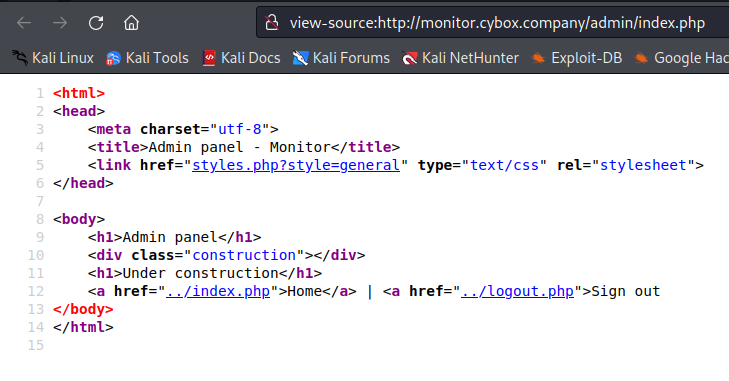 view-source:http://monitor.cybox.company/admin/index.php
Kali Linux Kali Tools Kali Docs Kali Forums Kali NetHunter Exploit-DB Google Hac
1 <html>
2 <head>
3     <meta charset="utf-8">
4     <title>Admin panel - Monitor</title>
5     <link href="styles.php?style=general" type="text/css" rel="stylesheet">
6 </head>
7
8 <body>
9     <h1>Admin panel</h1>
10     <div class="construction"></div>
11     <h1>Under construction</h1>
12     <a href="../index.php">Home</a> | <a href="../logout.php">Sign out
13 </body>
14 </html>
15